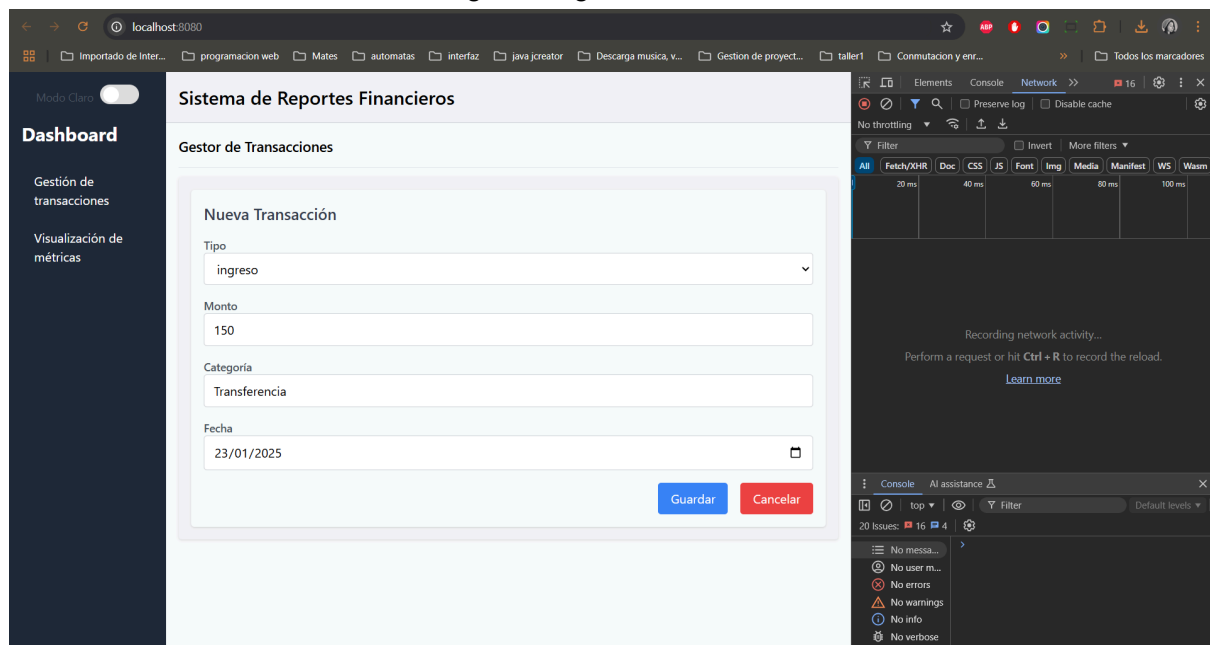 localhost:8080
ABP
Importado de Inter...
programacion web
Mates
automatas
interfaz
java jcreator
Descarga musica, v...
Gestion de proyect...
taller1
Conmutacion y enr...
»
Todos los marcadores
Modo Claro
Dashboard
Gestión de
transacciones
Visualización de
métricas
Sistema de Reportes Financieros
Gestor de Transacciones
Nueva Transacción
Tipo
ingreso
Monto
150
Categoría
Transferencia
Fecha
23/01/2025
Guardar
Cancelar
Elements Console Network » 16
Preserve log Disable cache
No throttling
Filter Invert More filters
All Fetch/XHR Doc CSS JS Font Img Media Manifest WS Wasm
20 ms 40 ms 60 ms 80 ms 100 ms
Recording network activity...
Perform a request or hit Ctrl + R to record the reload.
Learn more
Console AI assistance
top Filter Default levels
20 Issues: 16 4
No messa...
No user m...
No errors
No warnings
No info
No verbose